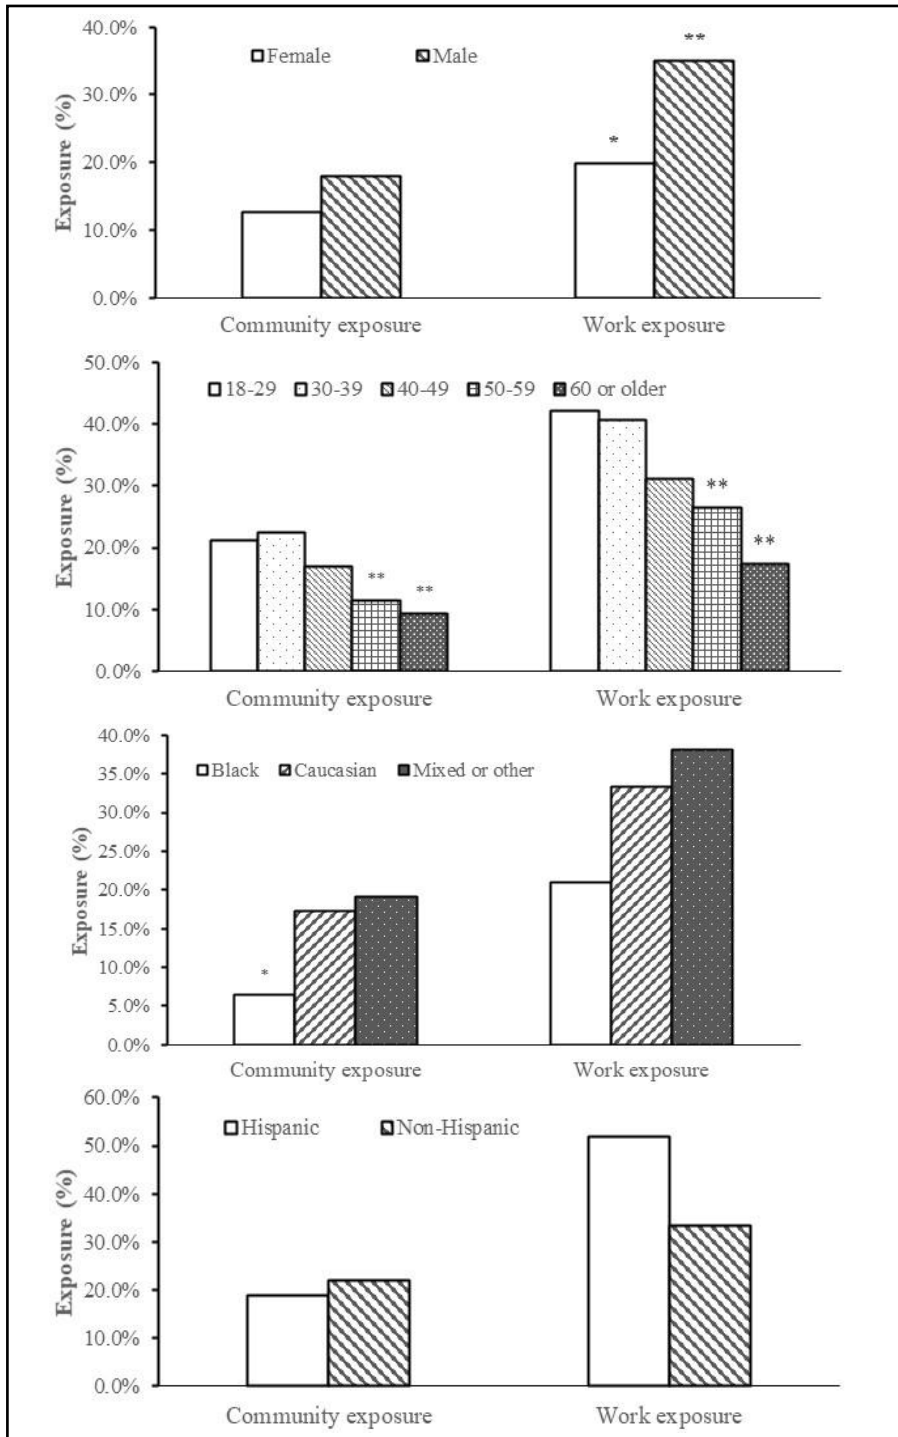 40.0%
Female Male
**
30.0%
*
20.0%
10.0%
0.0%
Exposure (%)
Community exposure Work exposure
50.0%
18-29 30-39 40-49 50-59 60 or older
40.0%
30.0%
**
20.0%
**
** **
10.0%
0.0%
Exposure (%)
Community exposure Work exposure
40.0%
Black Caucasian Mixed or other
35.0%
30.0%
25.0%
20.0%
15.0%
10.0%
*
5.0%
0.0%
Exposure (%)
Community exposure Work exposure
60.0%
Hispanic Non-Hispanic
50.0%
40.0%
30.0%
20.0%
10.0%
0.0%
Exposure (%)
Community exposure Work exposure